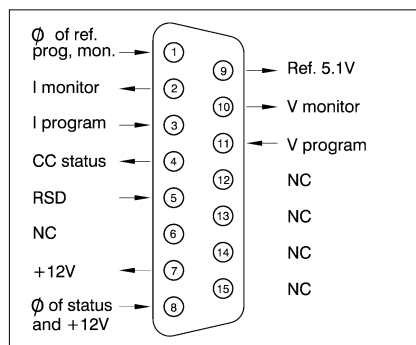 Ø of ref.
prog, mon.
I monitor
I program
CC status
RSD
NC
+12V
Ø of status
and +12V
1
2
3
4
5
6
7
8
9
10
11
12
13
14
15
Ref. 5.1V
V monitor
V program
NC
NC
NC
NC